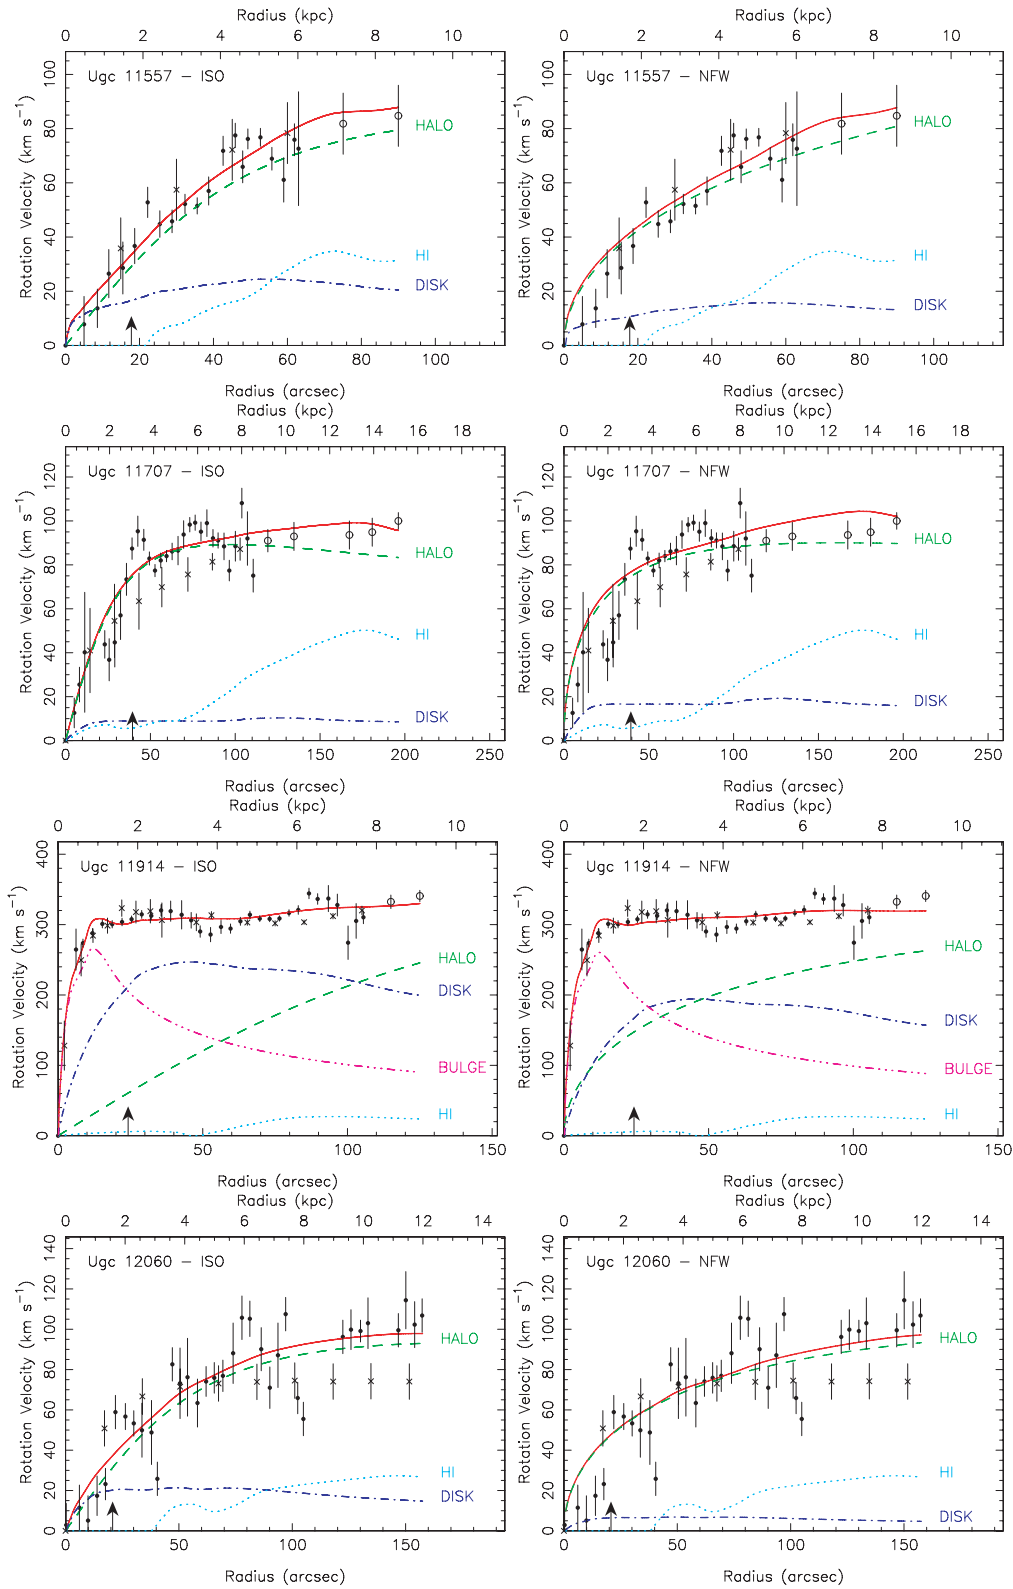 Radius (kpc) Radius (kpc)
0 2 4 6 8 10 0 2 4 6 8 10
Ugc 11557 – ISO Ugc 11557 – NFW
Rotation Velocity (km s⁻¹) Rotation Velocity (km s⁻¹)
100 100
80 80
60 60
40 40
20 20
0 0
HALO HALO
HI HI
DISK DISK
0 20 40 60 80 100 0 20 40 60 80 100
Radius (arcsec) Radius (arcsec)
Radius (kpc) Radius (kpc)
0 2 4 6 8 10 12 14 16 18 0 2 4 6 8 10 12 14 16 18
Ugc 11707 – ISO Ugc 11707 – NFW
Rotation Velocity (km s⁻¹) Rotation Velocity (km s⁻¹)
120 120
100 100
80 80
60 60
40 40
20 20
0 0
HALO HALO
HI HI
DISK DISK
0 50 100 150 200 250 0 50 100 150 200 250
Radius (arcsec) Radius (arcsec)
Radius (kpc) Radius (kpc)
0 2 4 6 8 10 0 2 4 6 8 10
Ugc 11914 – ISO Ugc 11914 – NFW
Rotation Velocity (km s⁻¹) Rotation Velocity (km s⁻¹)
400 400
300 300
200 200
100 100
0 0
HALO HALO
DISK DISK
BULGE BULGE
HI HI
0 50 100 150 0 50 100 150
Radius (arcsec) Radius (arcsec)
Radius (kpc) Radius (kpc)
0 2 4 6 8 10 12 14 0 2 4 6 8 10 12 14
Ugc 12060 – ISO Ugc 12060 – NFW
Rotation Velocity (km s⁻¹) Rotation Velocity (km s⁻¹)
140 140
120 120
100 100
80 80
60 60
40 40
20 20
0 0
HALO HALO
HI HI
DISK DISK
0 50 100 150 0 50 100 150
Radius (arcsec) Radius (arcsec)